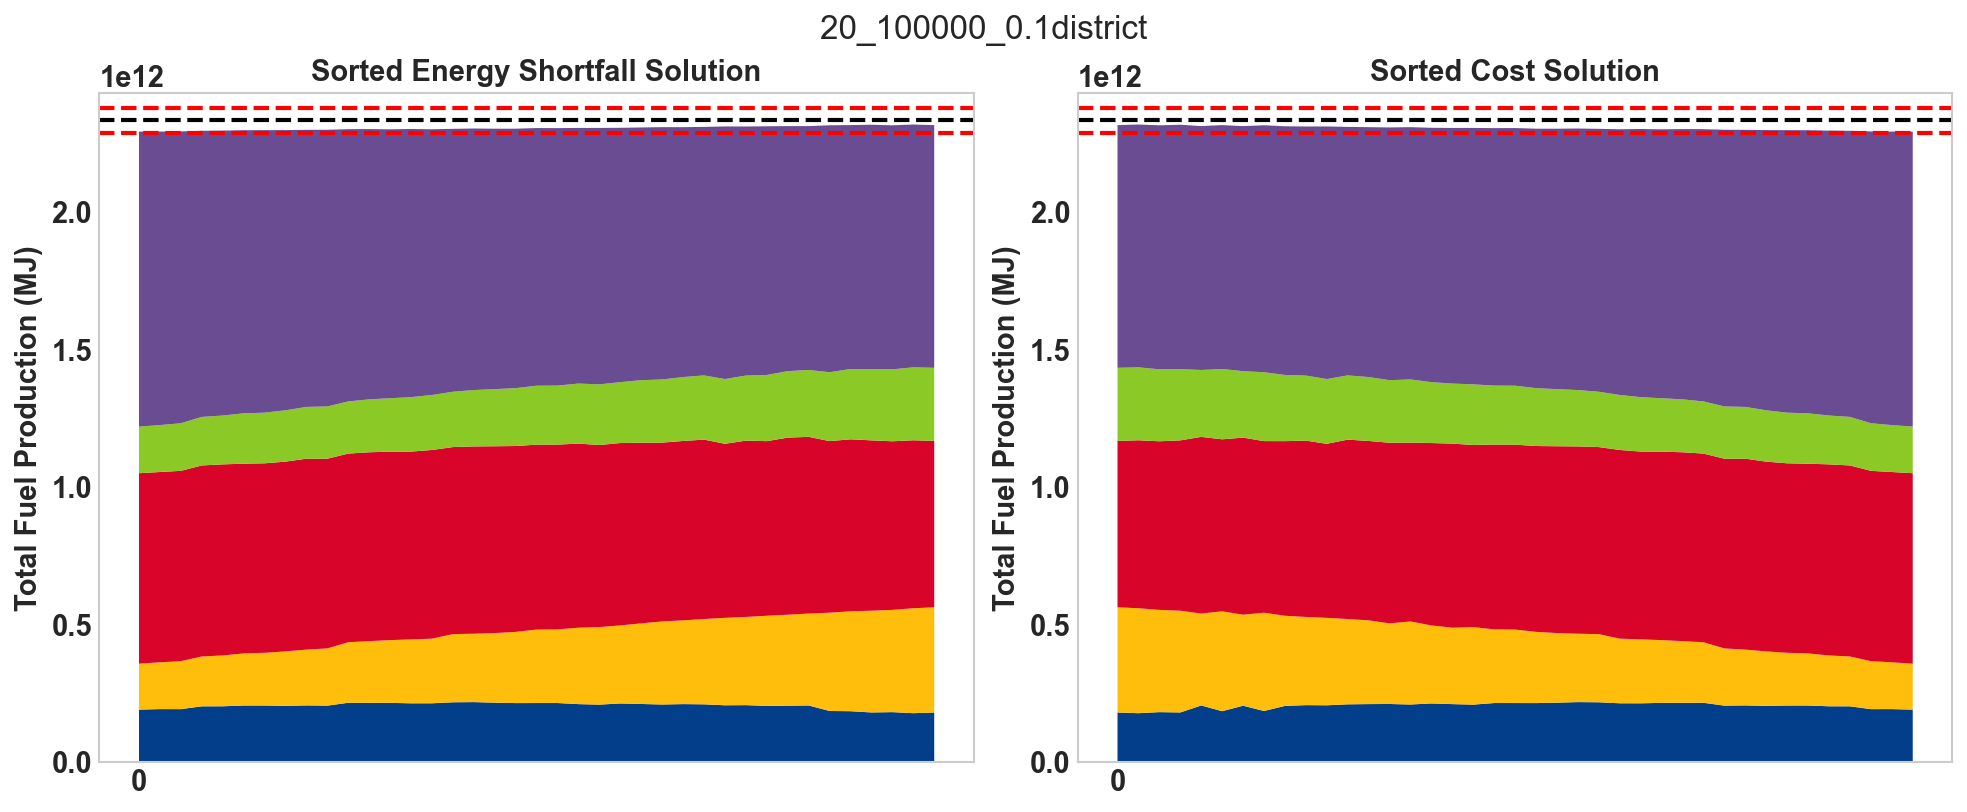 20_100000_0.1district
Sorted Energy Shortfall Solution
1e12
Total Fuel Production (MJ)
2.0
1.5
1.0
0.5
0.0
0
Sorted Cost Solution
1e12
Total Fuel Production (MJ)
2.0
1.5
1.0
0.5
0.0
0